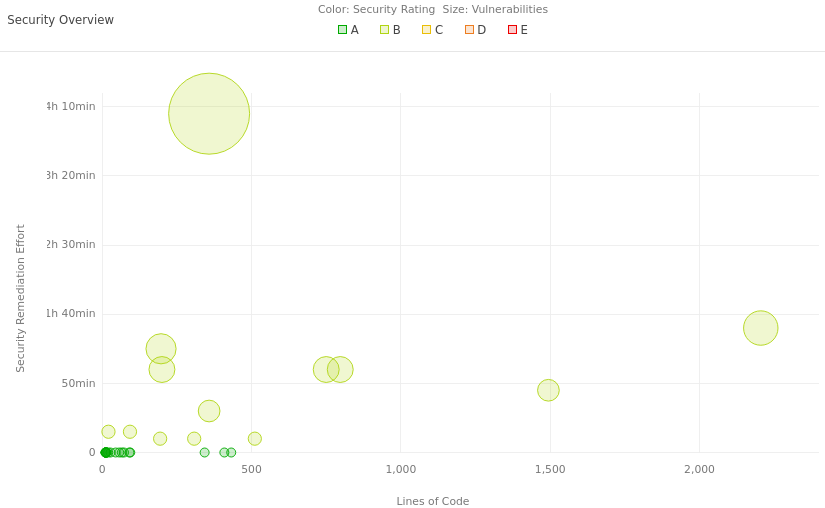 Color: Security Rating Size: Vulnerabilities
Security Overview
A B C D E
4h 10min
3h 20min
2h 30min
1h 40min
50min
0
Security Remediation Effort
0 500 1,000 1,500 2,000
Lines of Code